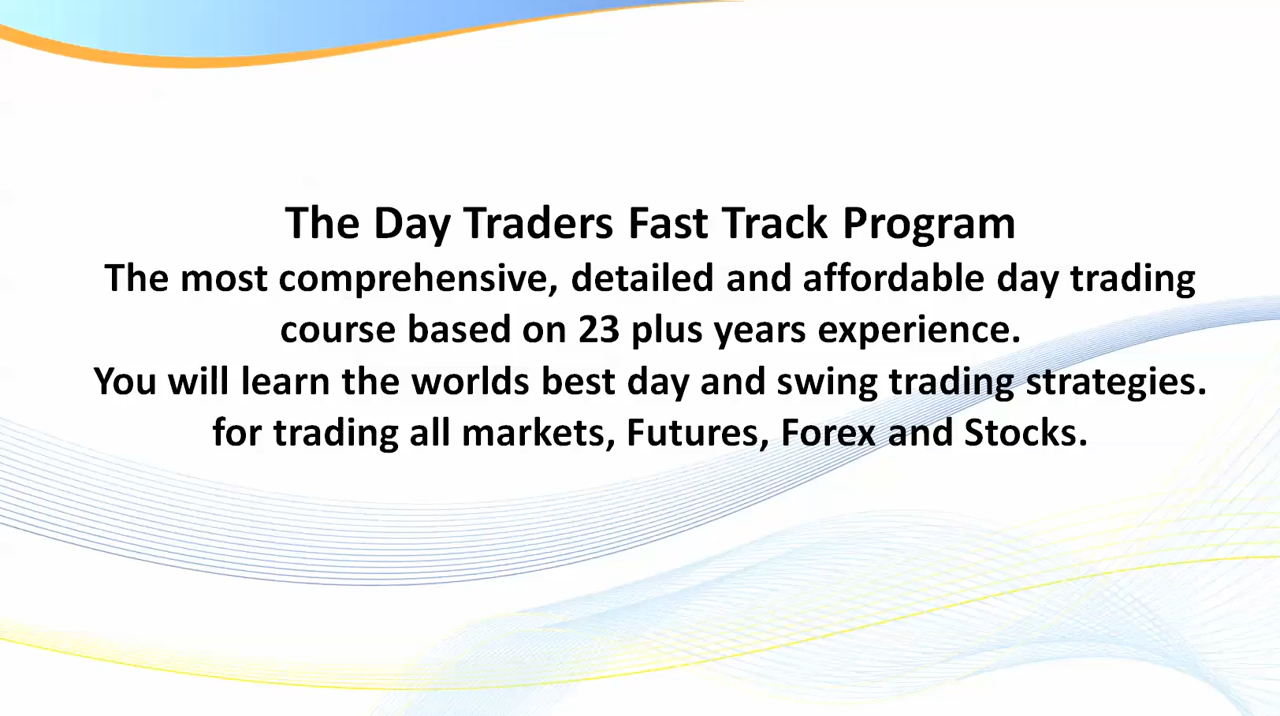 The Day Traders Fast Track Program
The most comprehensive, detailed and affordable day trading
course based on 23 plus years experience.
You will learn the worlds best day and swing trading strategies.
for trading all markets, Futures, Forex and Stocks.